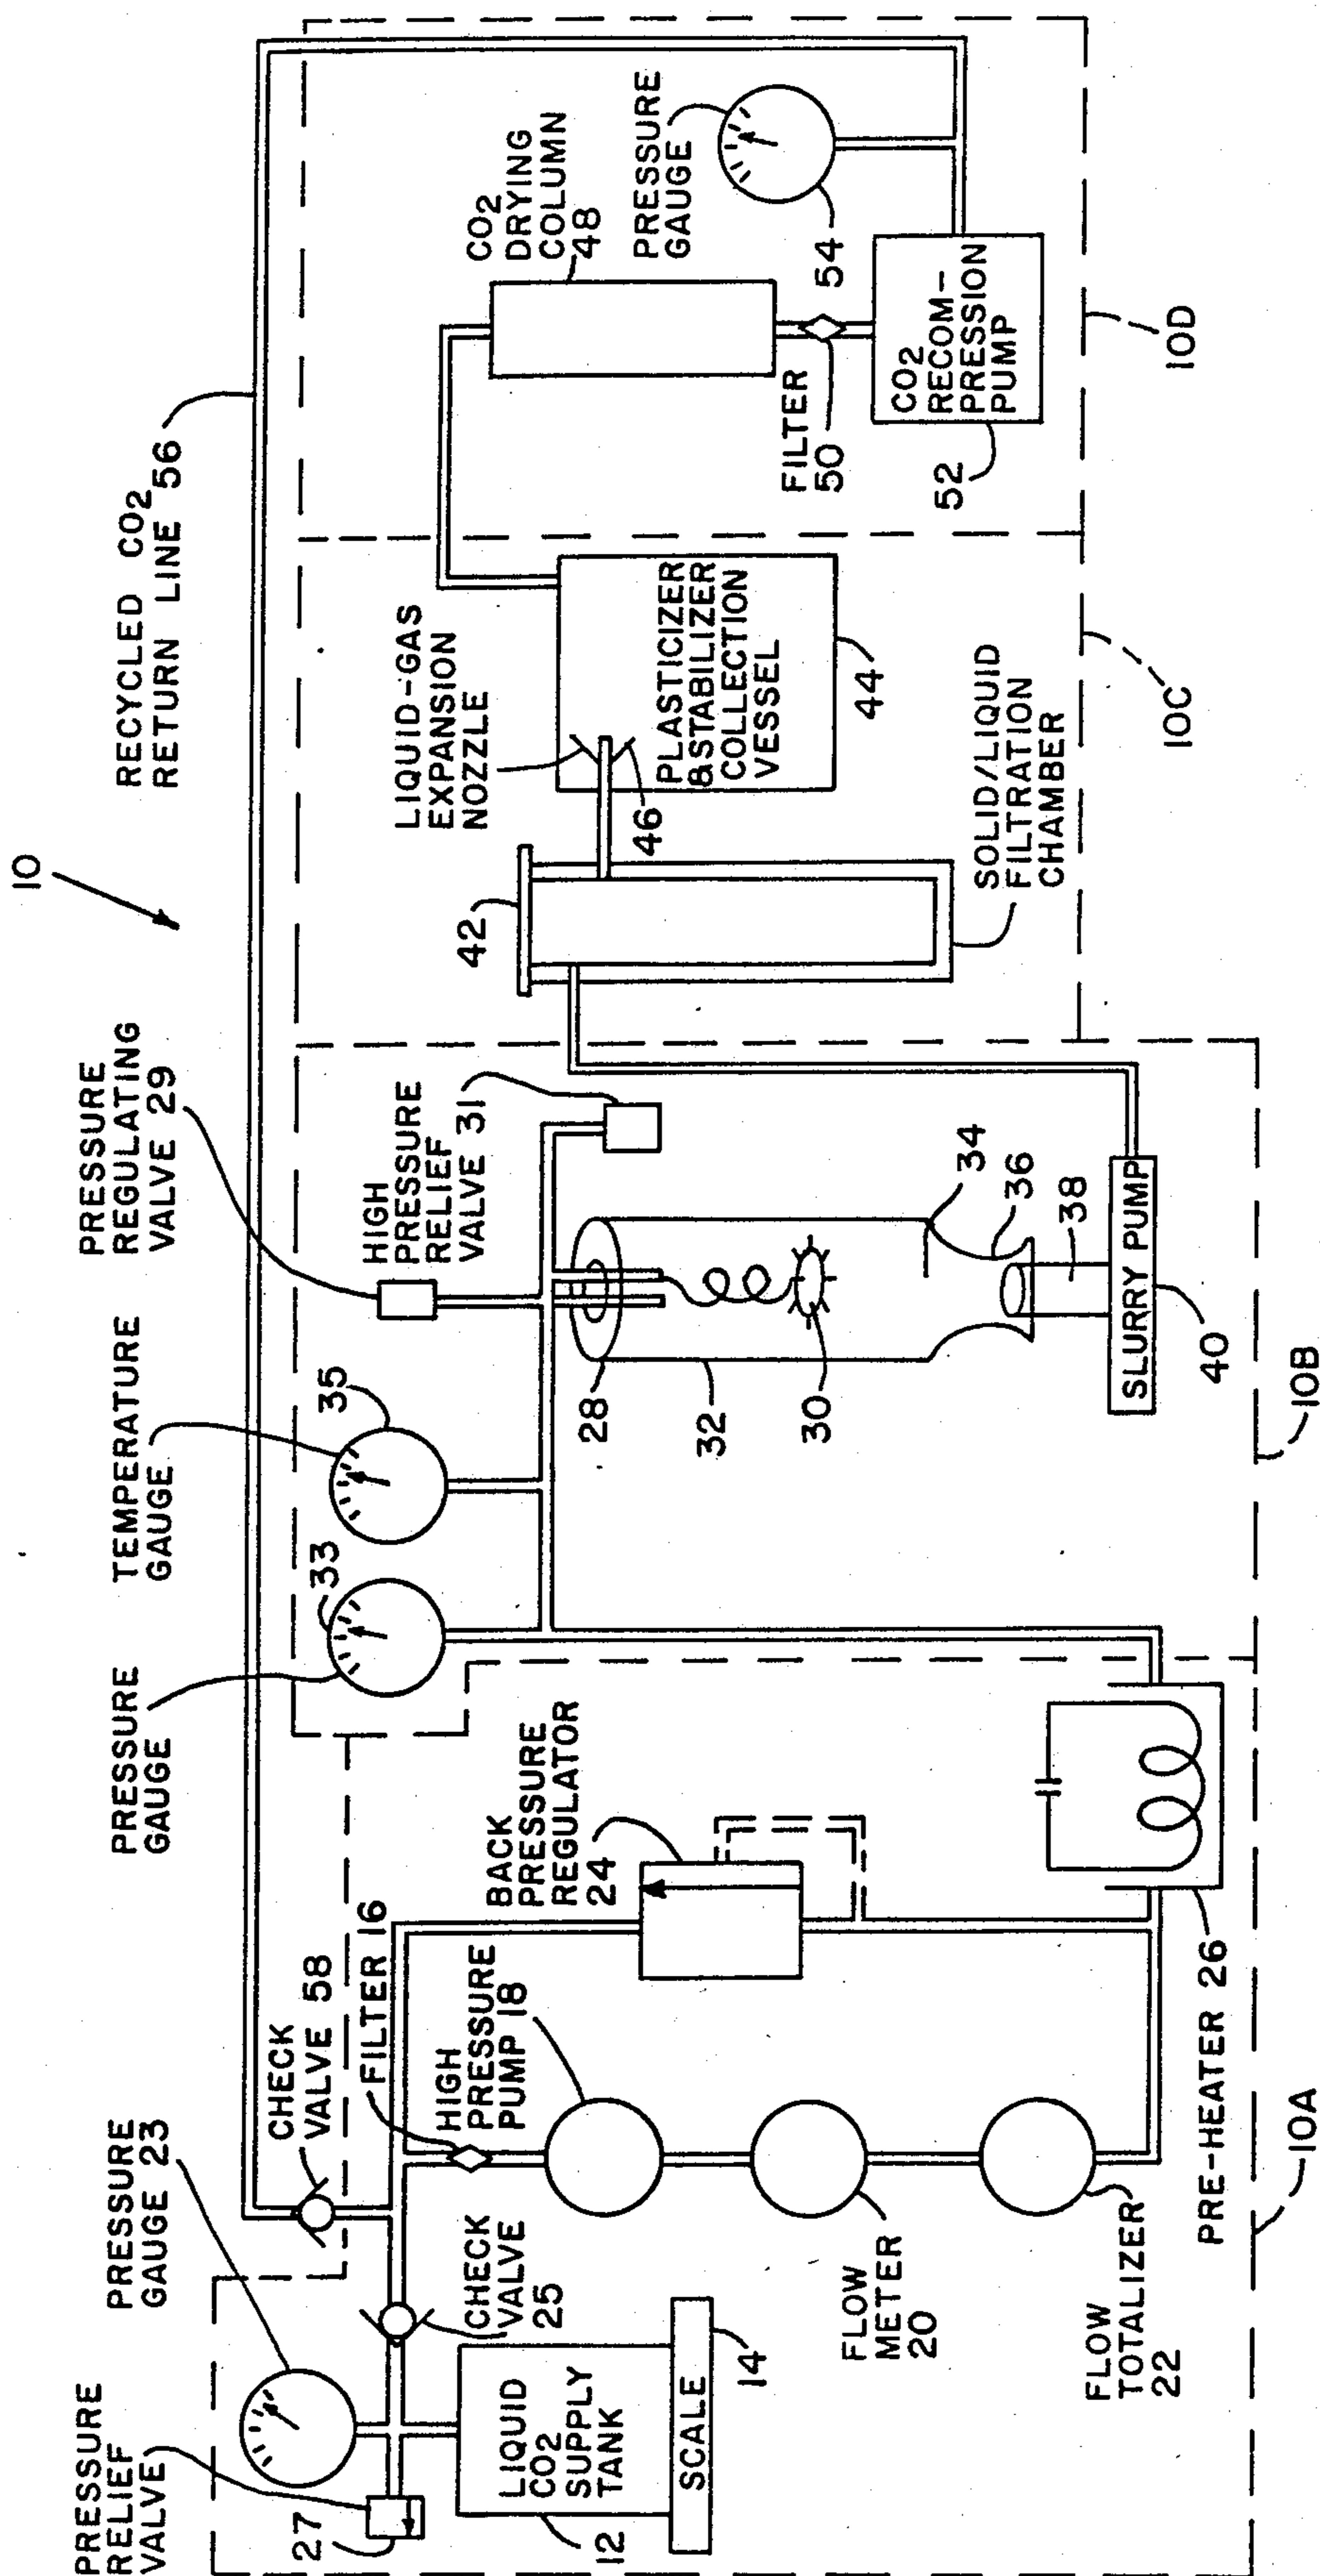 10
RECYCLED CO2
RETURN LINE 56
PRESSURE
RELIEF
VALVE
27
PRESSURE
GAUGE 23
CHECK
VALVE 58
FILTER 16
CHECK
VALVE
25
LIQUID
CO2
SUPPLY
TANK
12
SCALE
14
HIGH
PRESSURE
PUMP 18
FLOW
METER
20
FLOW
TOTALIZER
22
BACK
PRESSURE
REGULATOR
24
PRE-HEATER 26
10A
PRESSURE
GAUGE
33
TEMPERATURE
GAUGE
35
PRESSURE
REGULATING
VALVE 29
HIGH
PRESSURE
RELIEF
VALVE 31
28
32
30
34
36
38
SLURRY PUMP
40
10B
42
SOLID/LIQUID
FILTRATION
CHAMBER
LIQUID-GAS
EXPANSION
NOZZLE
46
PLASTICIZER
&STABILIZER
COLLECTION
VESSEL
44
10C
CO2
DRYING
COLUMN
48
FILTER
50
PRESSURE
GAUGE
54
CO2
RECOM-
PRESSION
PUMP
52
10D